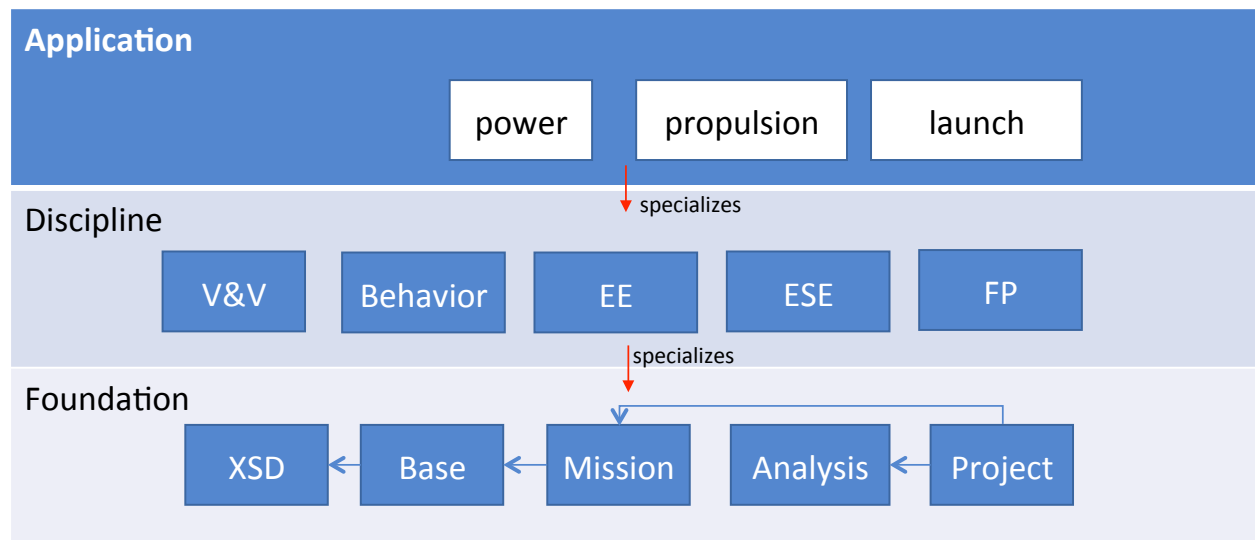 Application
power
propulsion
launch
specializes
Discipline
V&V
Behavior
EE
ESE
FP
specializes
Foundation
XSD
Base
Mission
Analysis
Project